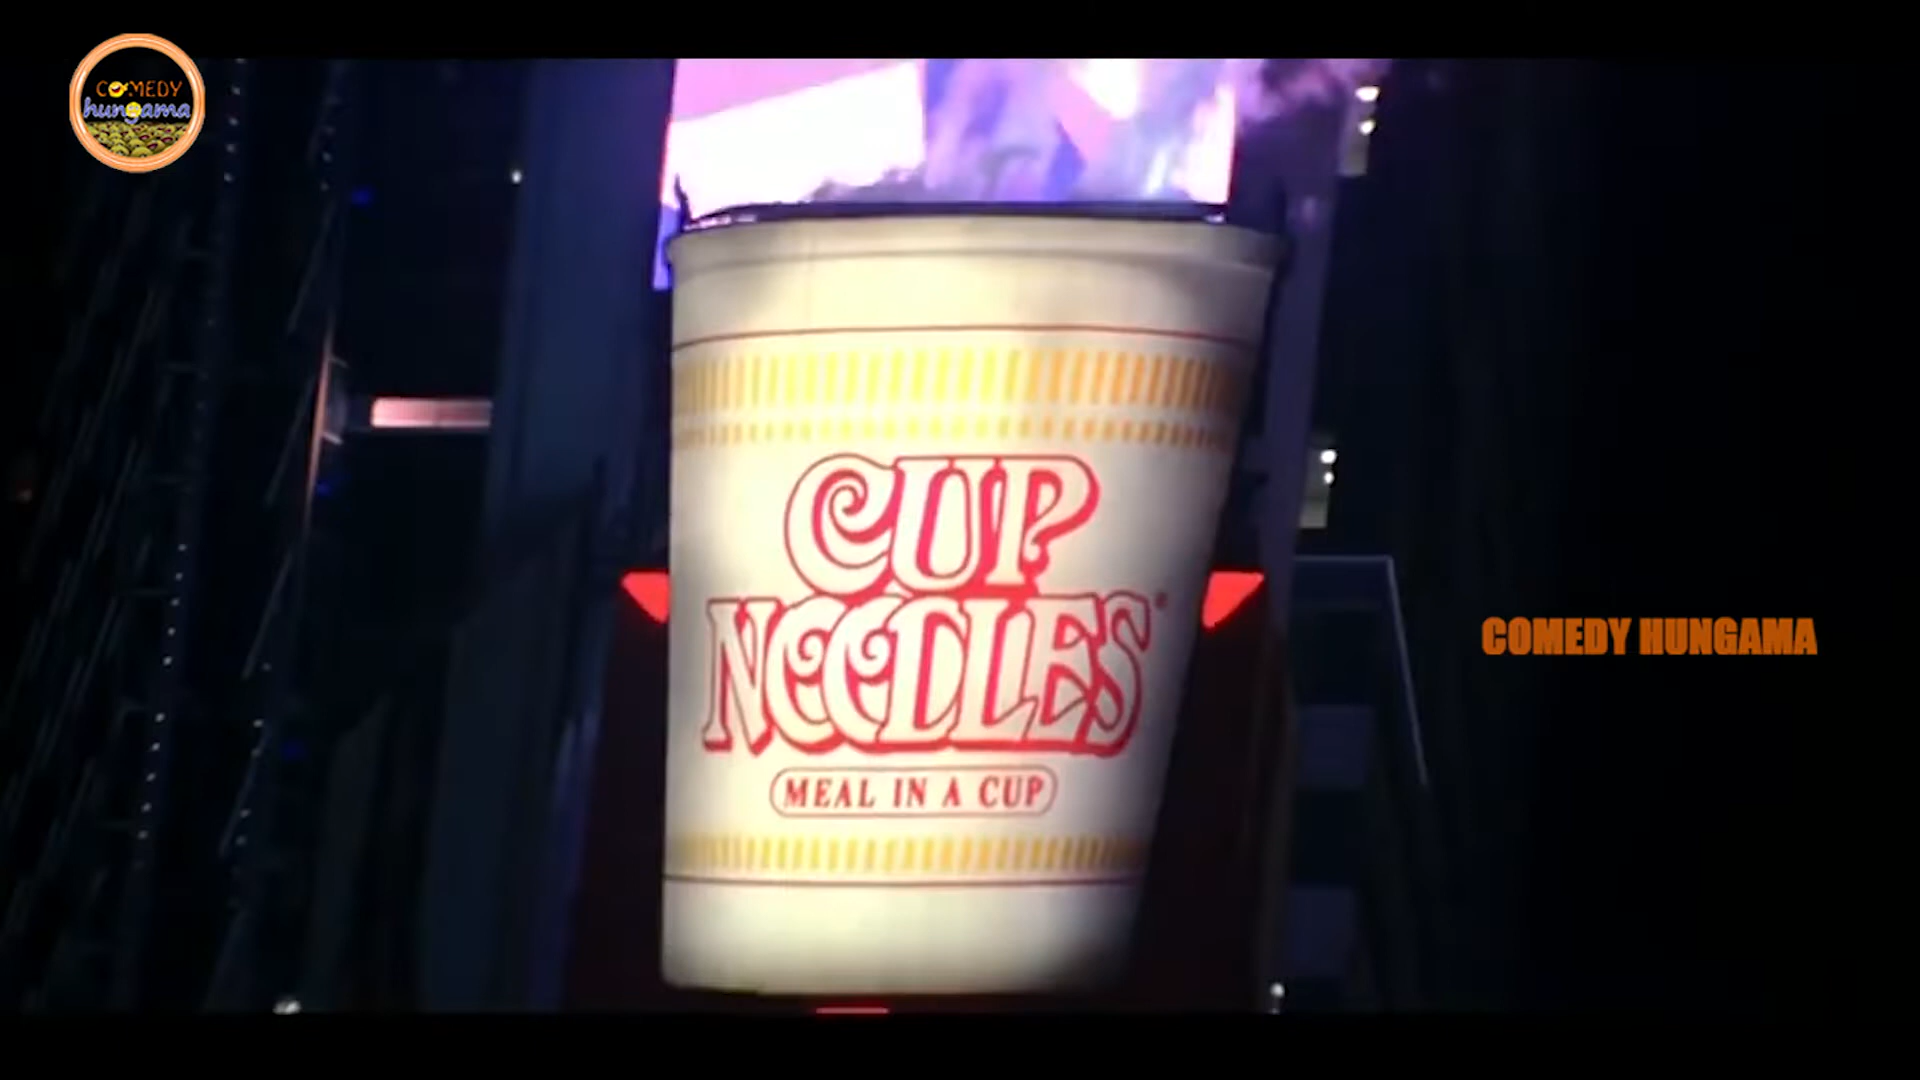 COMEDY
hungama
CUP
NOODLES®
MEAL IN A CUP
COMEDY HUNGAMA